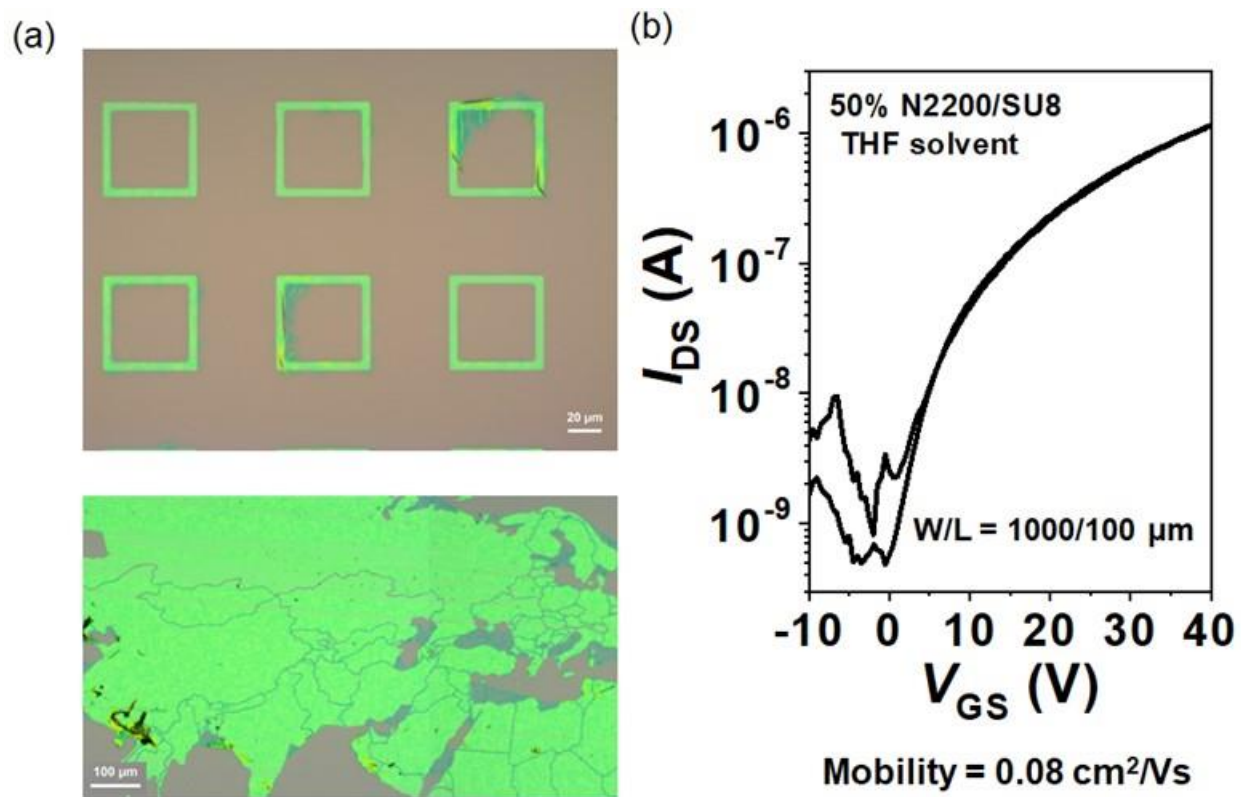 (a)
20 µm
100 µm
(b)
50% N2200/SU8
THF solvent
I_DS (A)
10⁻⁶
10⁻⁷
10⁻⁸
10⁻⁹
W/L = 1000/100 µm
-10 0 10 20 30 40
V_GS (V)
Mobility = 0.08 cm²/Vs